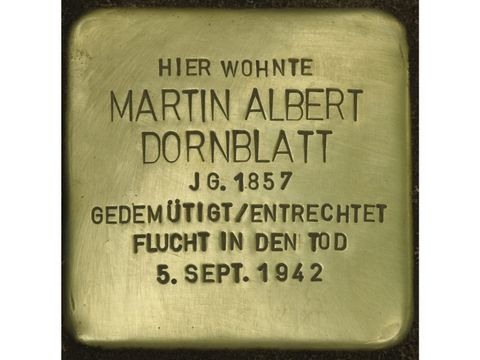 HIER WOHNTE
MARTIN ALBERT
DORNBLATT
JG. 1857
GEDEMÜTIGT/ENTRECHTET
FLUCHT IN DEN TOD
5. SEPT. 1942